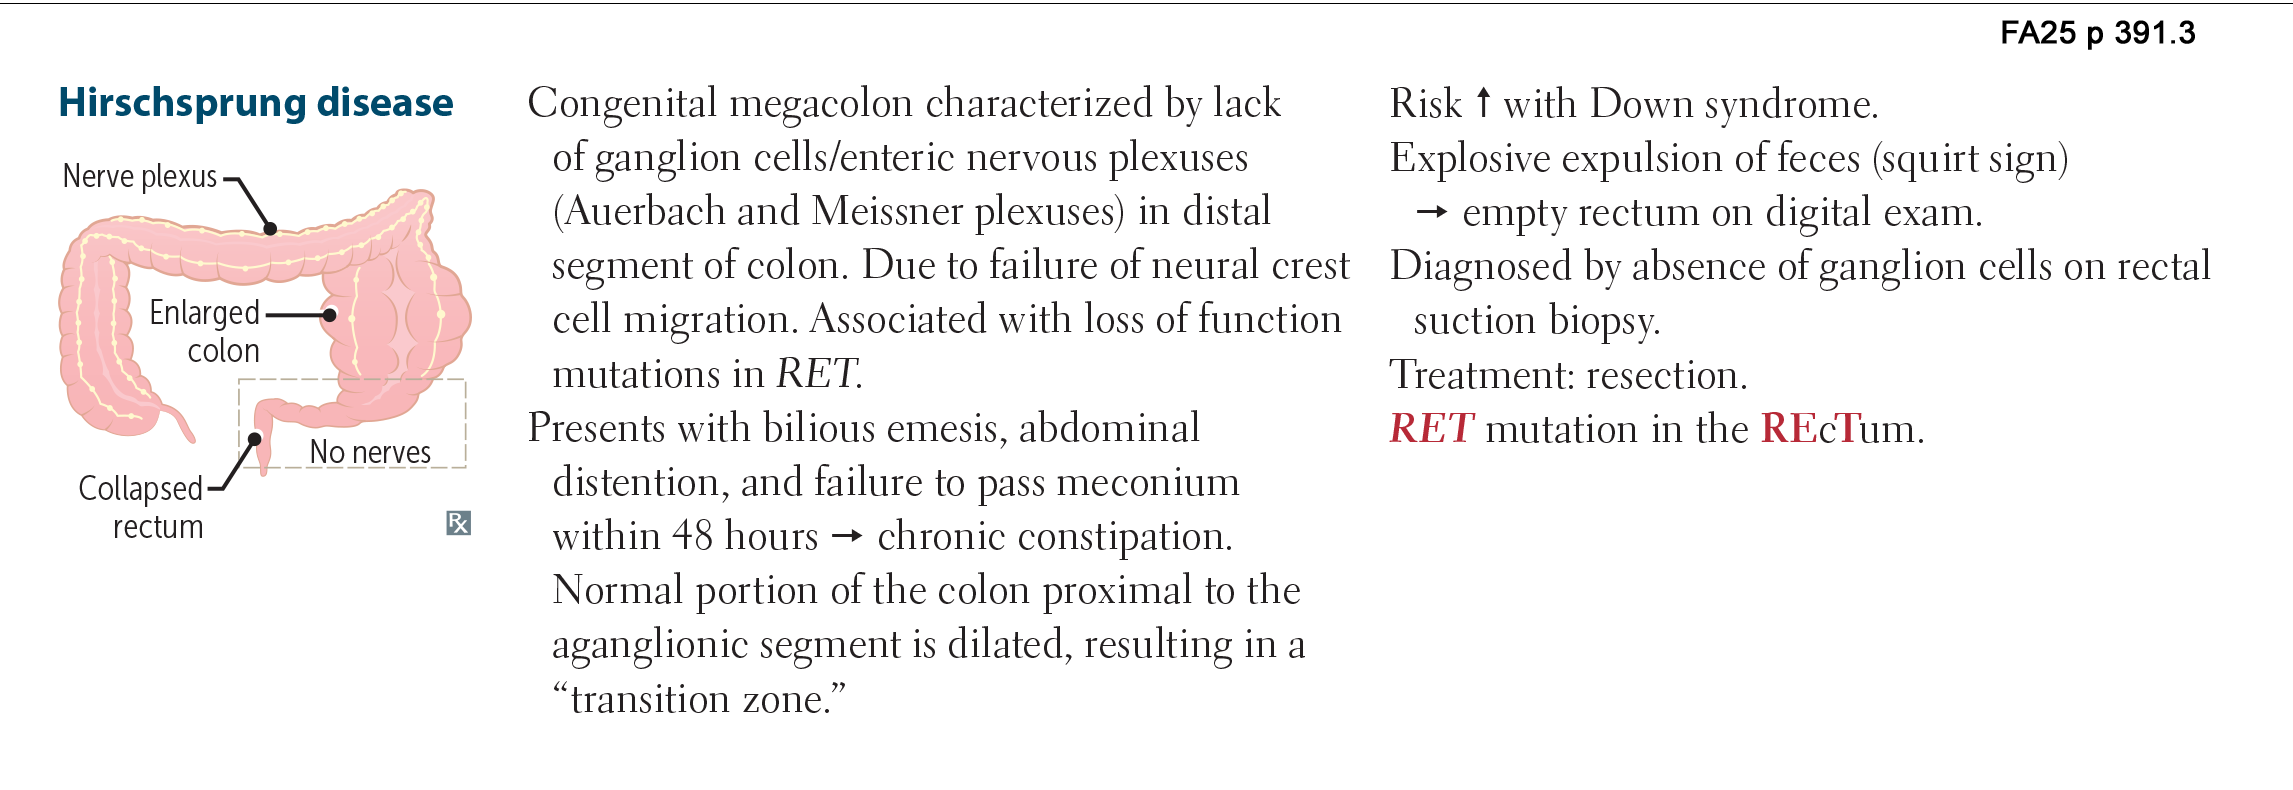 FA25 p 391.3
Hirschsprung disease
Nerve plexus
Enlarged
colon
No nerves
Collapsed
rectum
Rx
Congenital megacolon characterized by lack
of ganglion cells/enteric nervous plexuses
(Auerbach and Meissner plexuses) in distal
segment of colon. Due to failure of neural crest
cell migration. Associated with loss of function
mutations in RET.
Presents with bilious emesis, abdominal
distention, and failure to pass meconium
within 48 hours → chronic constipation.
Normal portion of the colon proximal to the
aganglionic segment is dilated, resulting in a
“transition zone.”
Risk ↑ with Down syndrome.
Explosive expulsion of feces (squirt sign)
→ empty rectum on digital exam.
Diagnosed by absence of ganglion cells on rectal
suction biopsy.
Treatment: resection.
RET mutation in the REcTum.